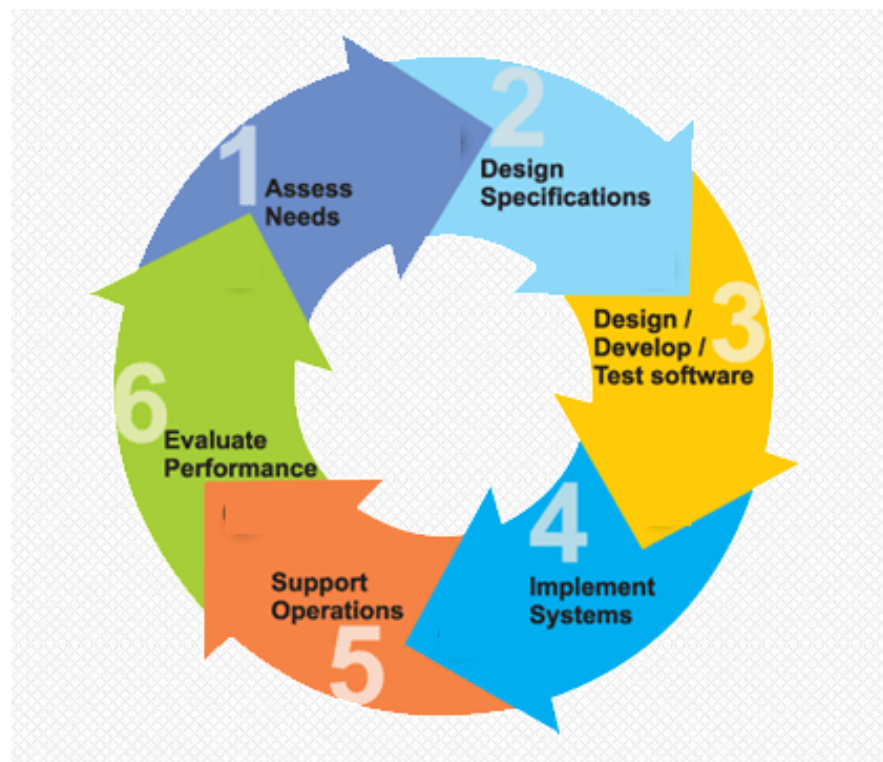 1
Assess
Needs
2
Design
Specifications
3
Design /
Develop /
Test software
4
Implement
Systems
5
Support
Operations
6
Evaluate
Performance